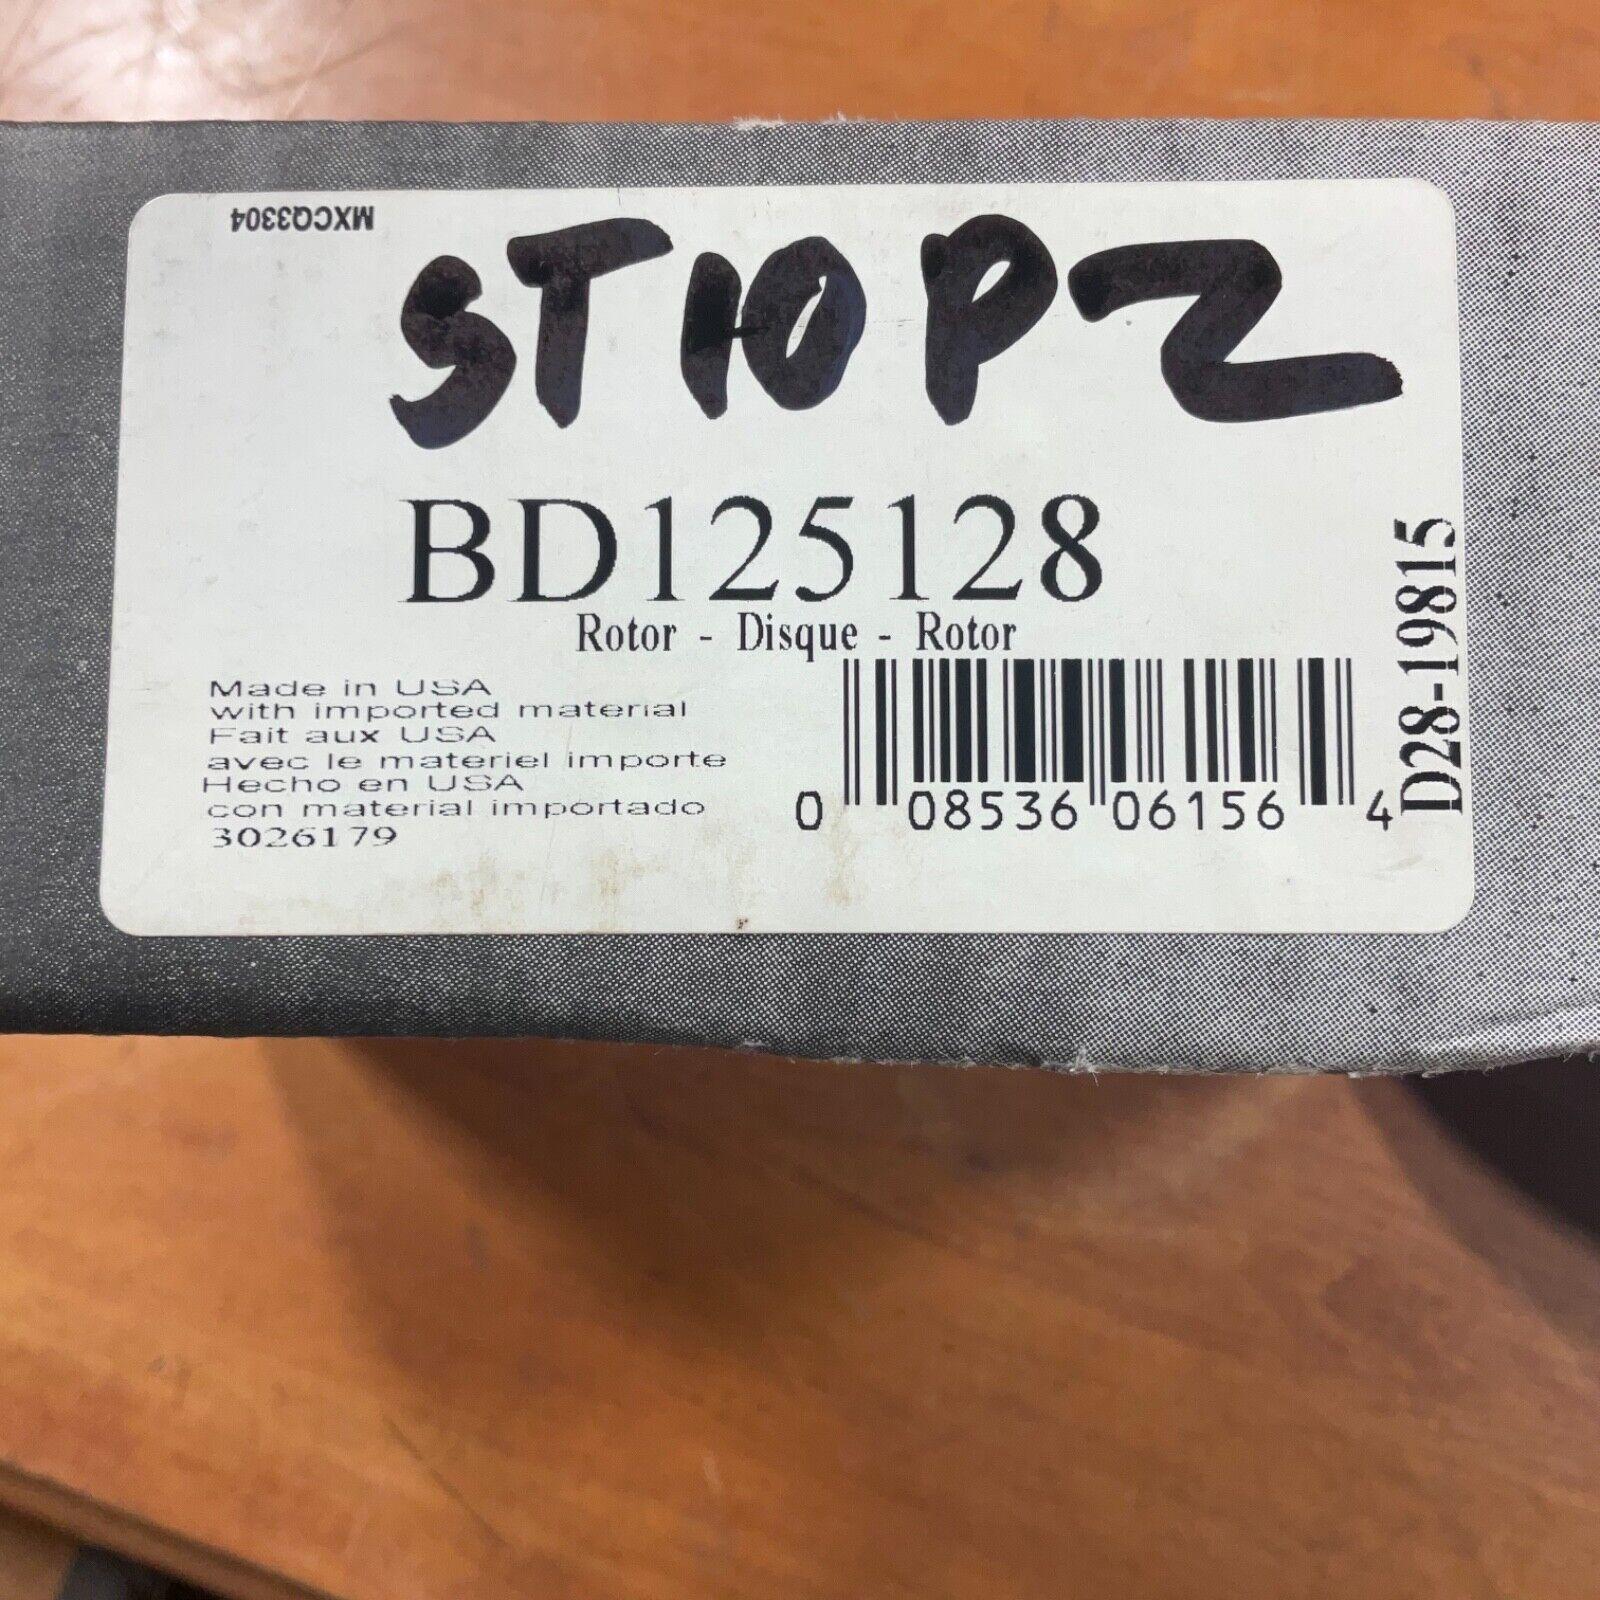 MXCQ3304
ST10PZ
BD125128
Rotor - Disque - Rotor
Made in USA
with imported material
Fait aux USA
avec le materiel importe
Hecho en USA
con material importado
3026179
0 08536 06156 4
D28-19815